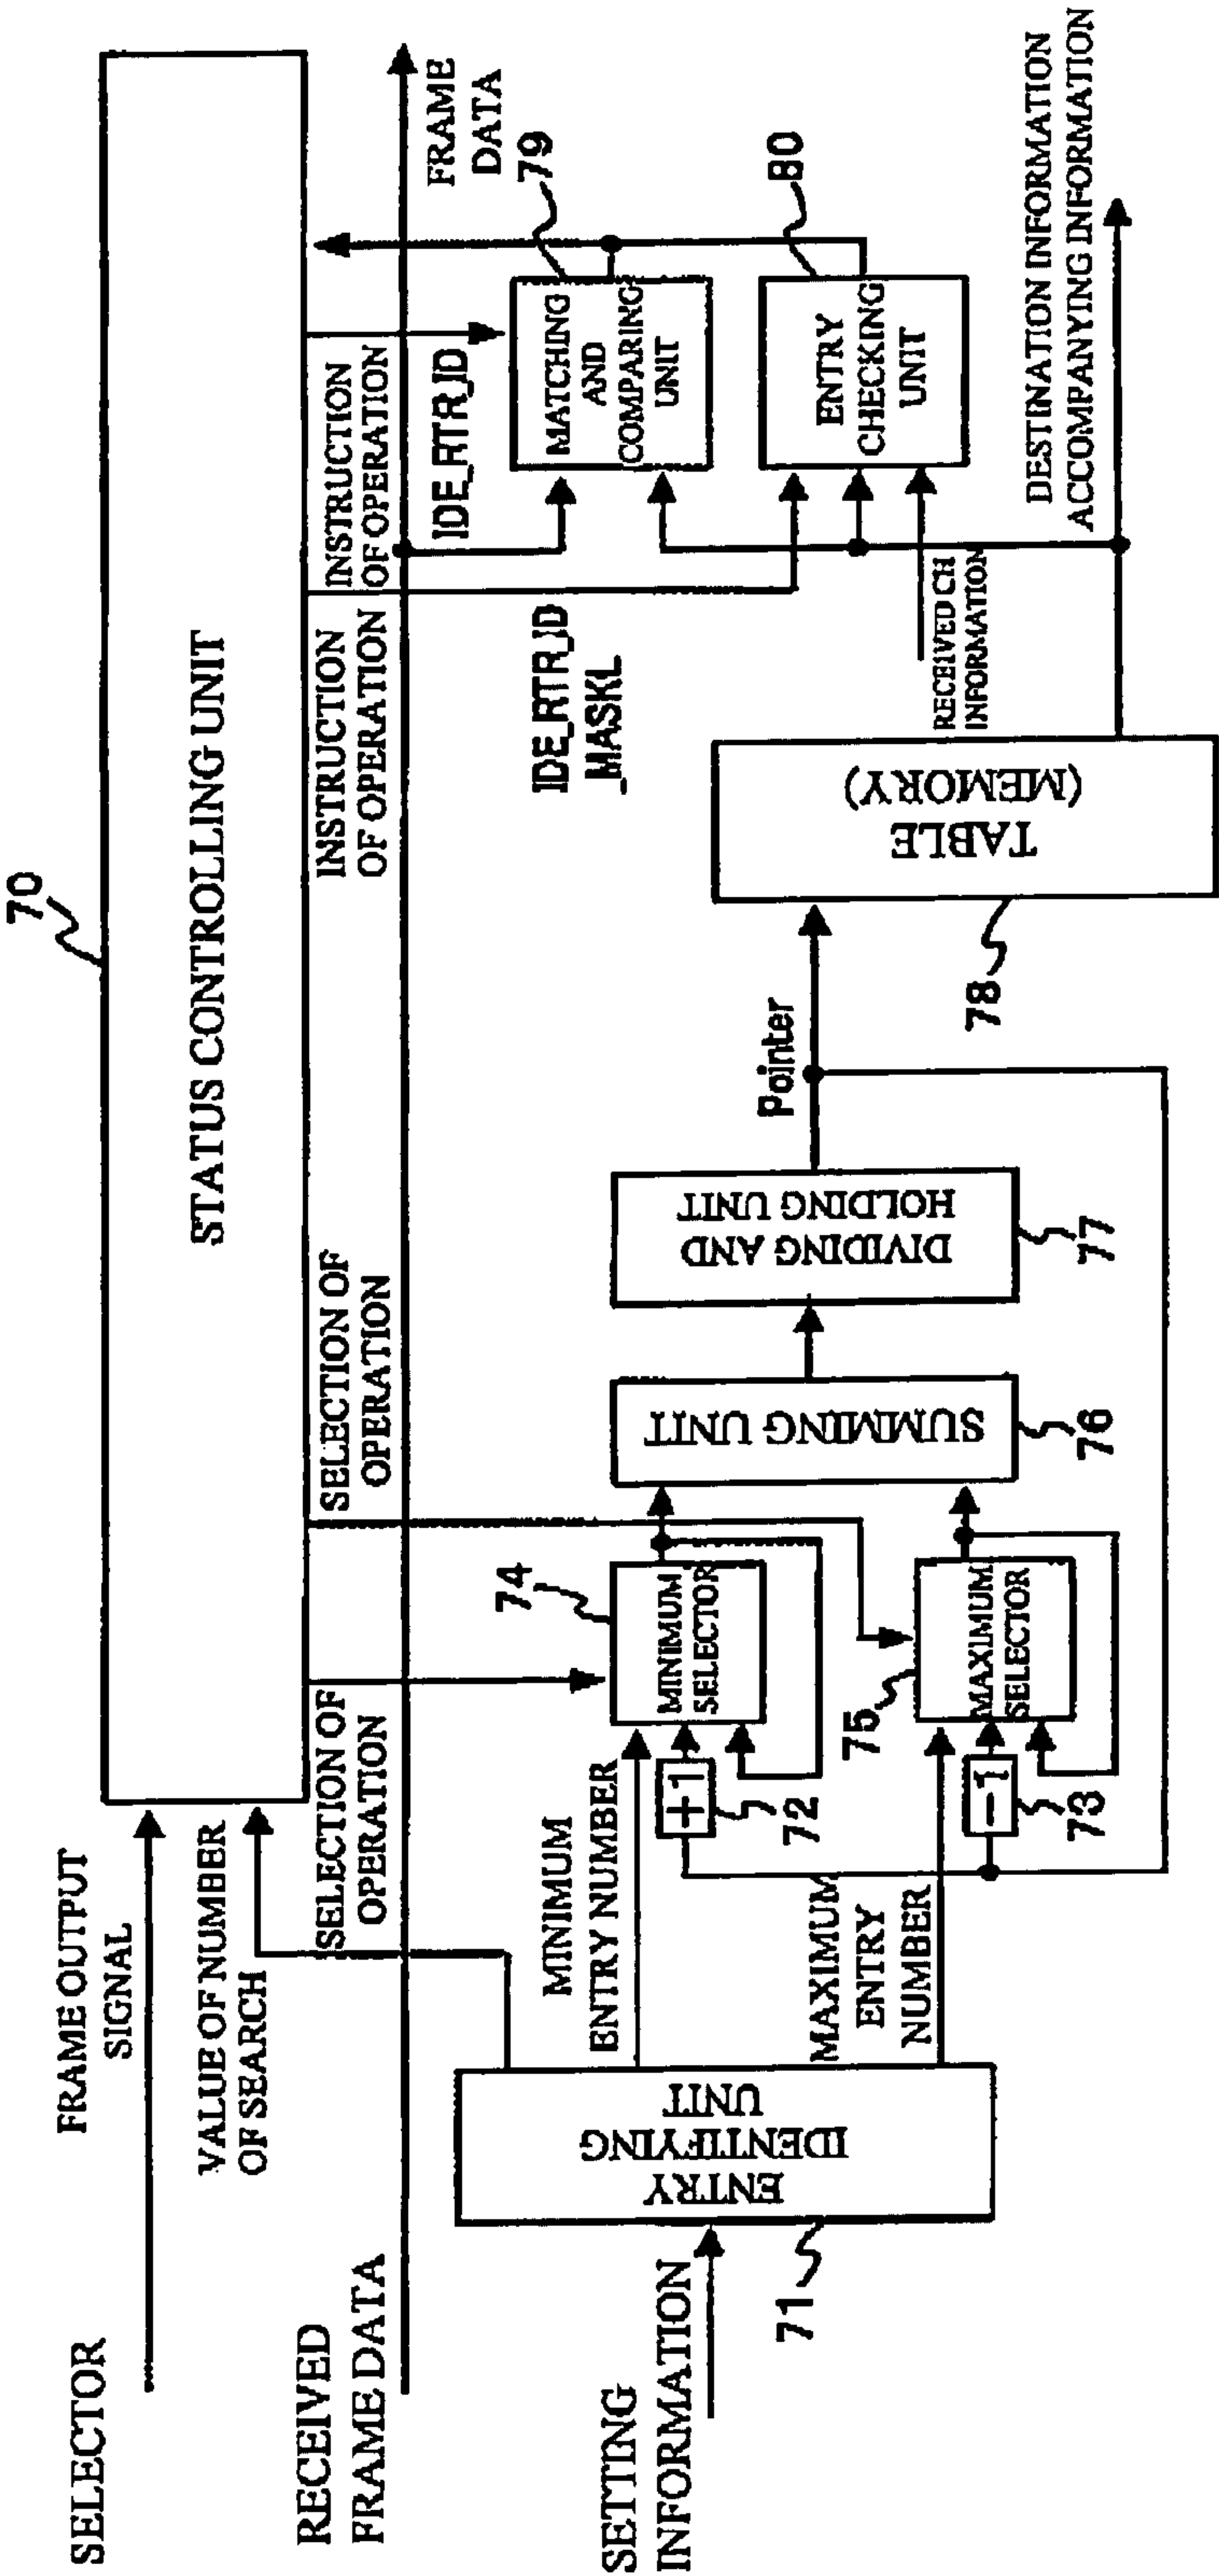 70
STATUS CONTROLLING UNIT
SELECTOR
FRAME OUTPUT
SIGNAL
VALUE OF NUMBER
OF SEARCH
SELECTION OF
OPERATION
SELECTION OF
OPERATION
INSTRUCTION
OF OPERATION
INSTRUCTION
OF OPERATION
RECEIVED
FRAME DATA
FRAME
DATA
IDE_RTR_ID
79
MATCHING
AND
COMPARING
UNIT
IDE_RTR_ID
_MASKL
80
ENTRY
CHECKING
UNIT
RECEIVED CH
INFORMATION
SETTING
INFORMATION
ENTRY
IDENTIFYING
UNIT
71
MINIMUM
ENTRY NUMBER
MAXIMUM
ENTRY
NUMBER
+1
72
-1
73
74
MINIMUM
SELECTOR
75
MAXIMUM
SELECTOR
SUMMING UNIT
76
DIVIDING AND
HOLDING UNIT
77
Pointer
TABLE
(MEMORY)
78
DESTINATION INFORMATION
ACCOMPANYING INFORMATION